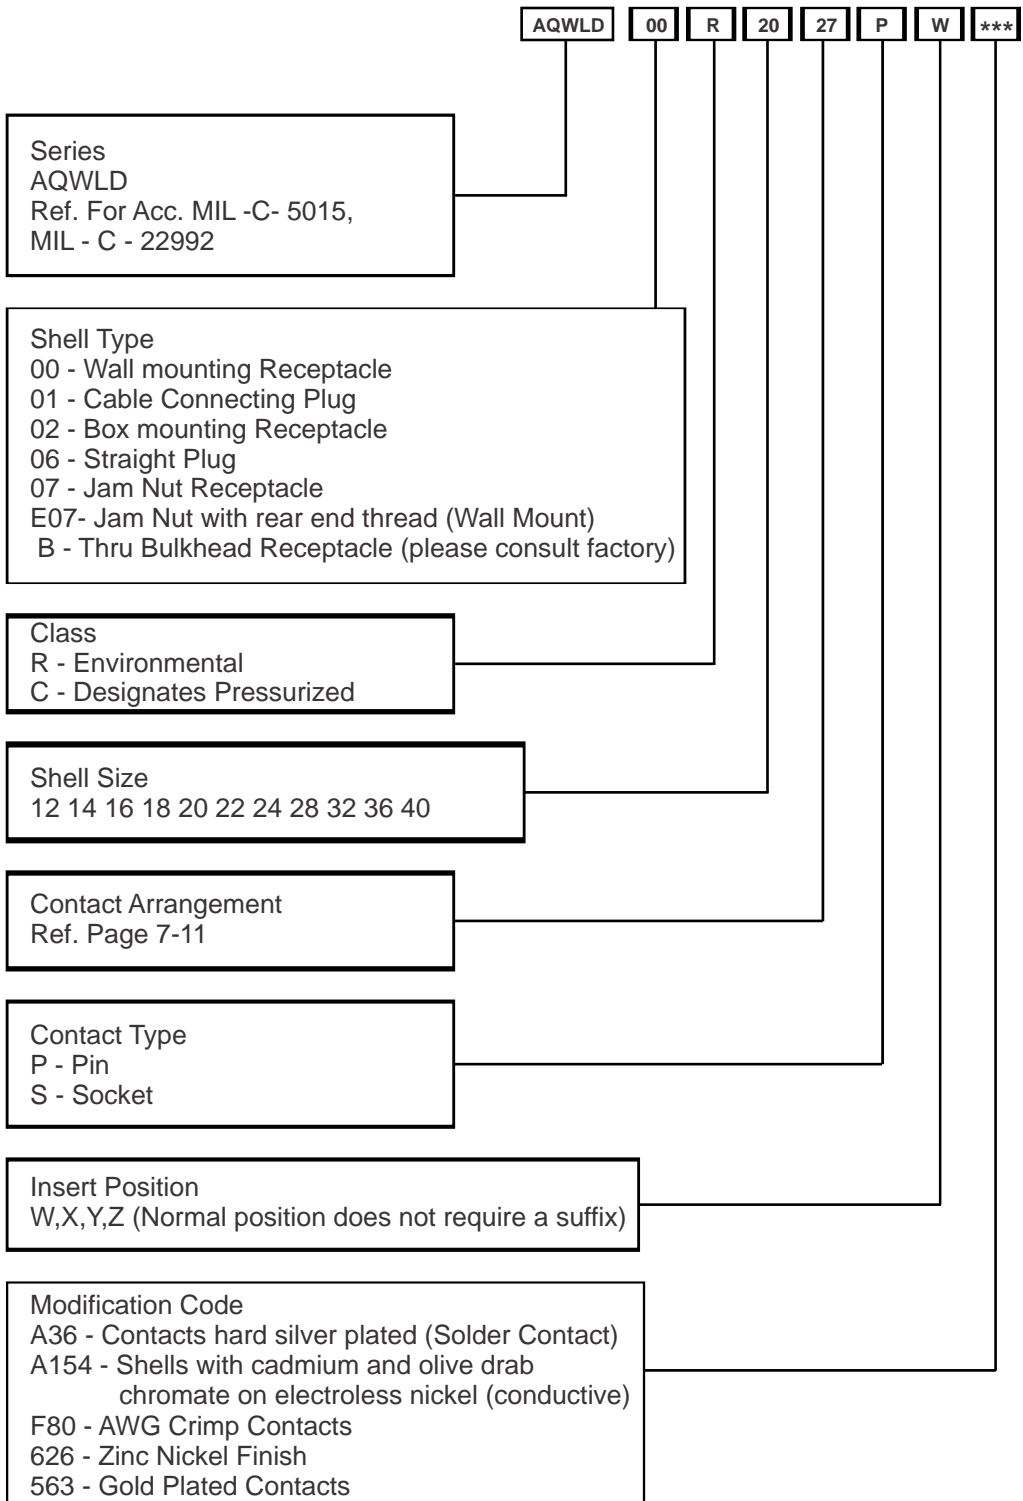 AQWLD 00 R 20 27 P W ***
Series
AQWLD
Ref. For Acc. MIL -C- 5015,
MIL - C - 22992
Shell Type
00 - Wall mounting Receptacle
01 - Cable Connecting Plug
02 - Box mounting Receptacle
06 - Straight Plug
07 - Jam Nut Receptacle
E07- Jam Nut with rear end thread (Wall Mount)
B - Thru Bulkhead Receptacle (please consult factory)
Class
R - Environmental
C - Designates Pressurized
Shell Size
12 14 16 18 20 22 24 28 32 36 40
Contact Arrangement
Ref. Page 7-11
Contact Type
P - Pin
S - Socket
Insert Position
W,X,Y,Z (Normal position does not require a suffix)
Modification Code
A36 - Contacts hard silver plated (Solder Contact)
A154 - Shells with cadmium and olive drab
chromate on electroless nickel (conductive)
F80 - AWG Crimp Contacts
626 - Zinc Nickel Finish
563 - Gold Plated Contacts